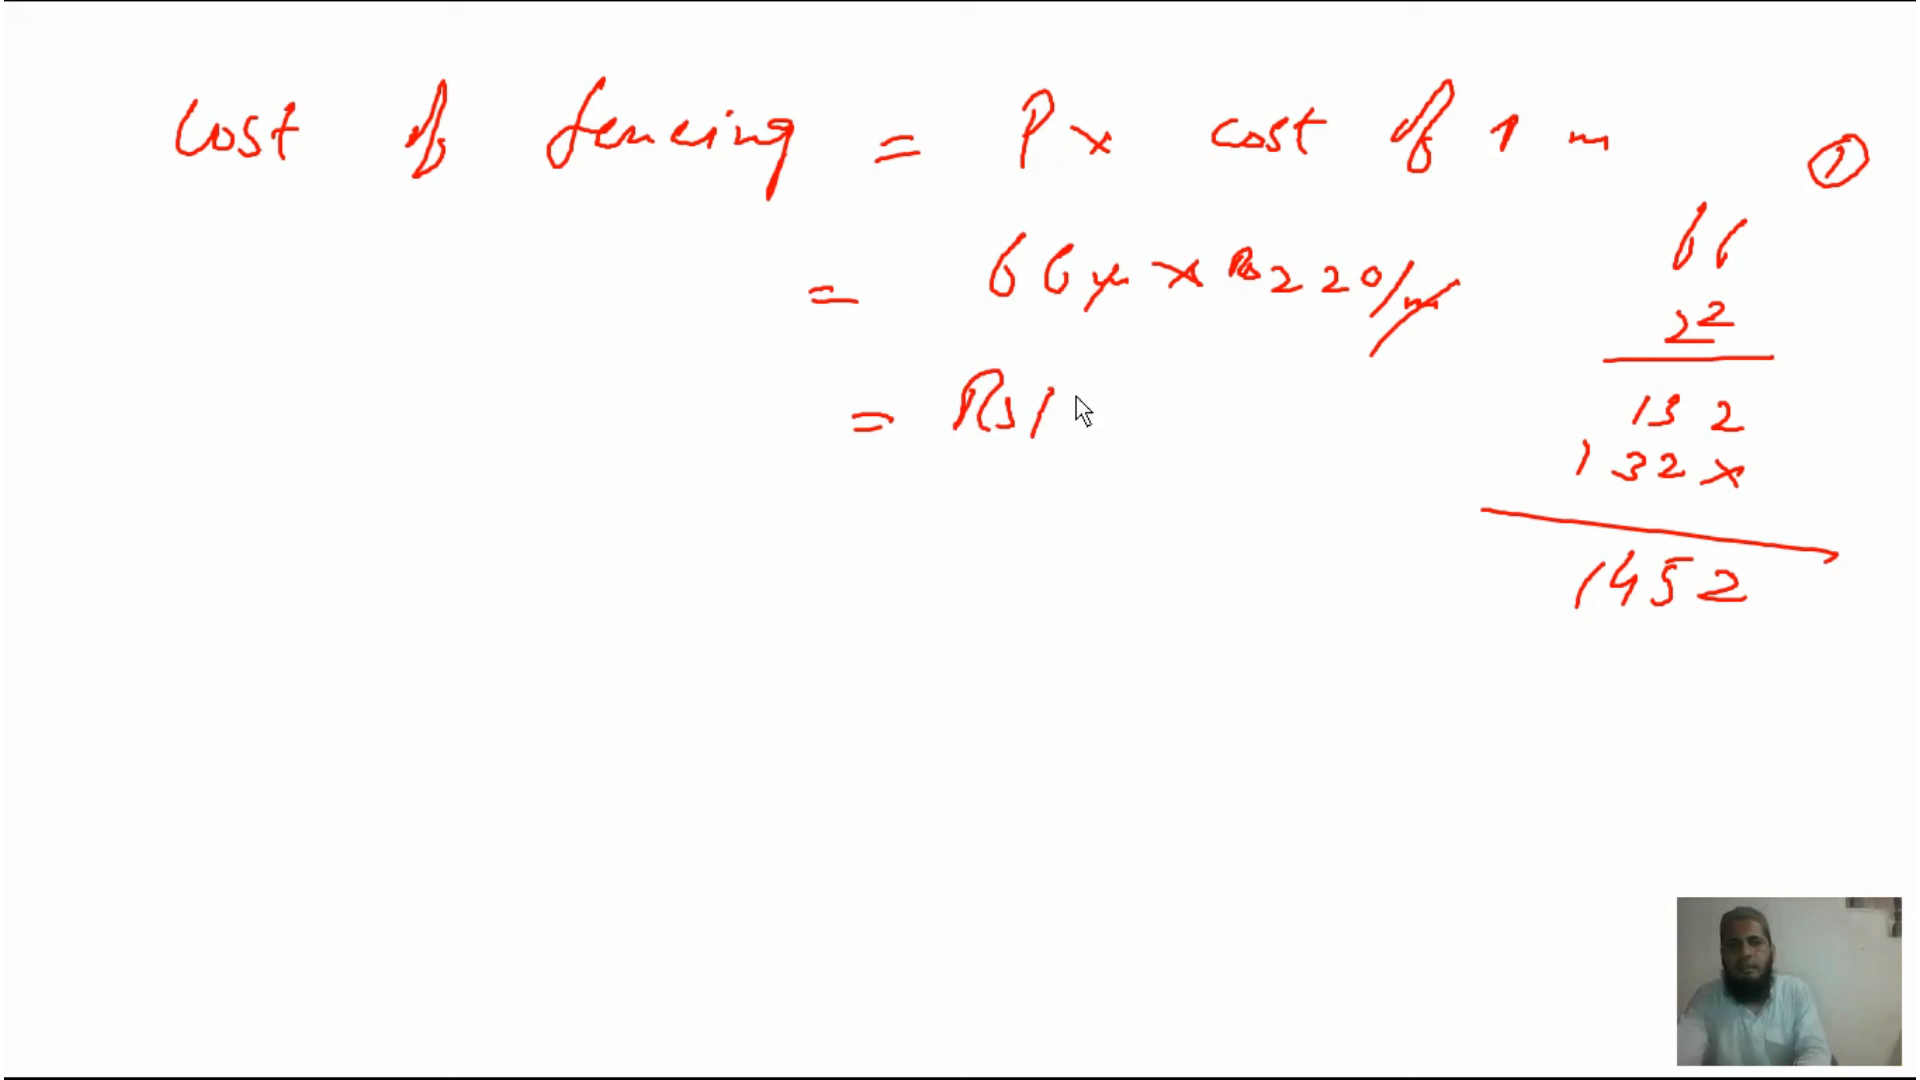 Cost of fencing = P × cost of 1 m
①
= 66 m × Rs 220/m
= Rs 1
66
22
132
132×
1452